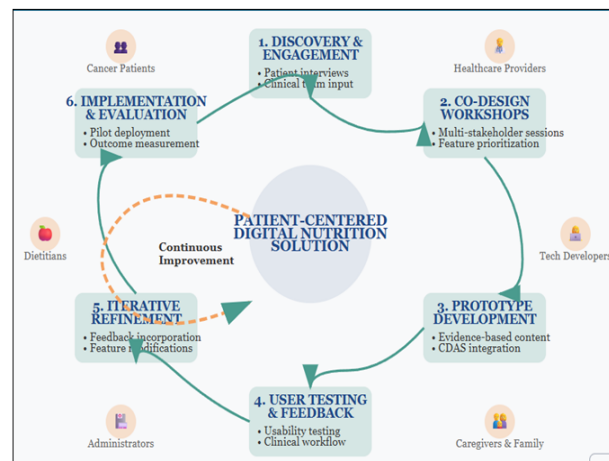 1. DISCOVERY &
ENGAGEMENT
• Patient interviews
• Clinical team input
Cancer Patients
Healthcare Providers
6. IMPLEMENTATION
& EVALUATION
• Pilot deployment
• Outcome measurement
2. CO-DESIGN
WORKSHOPS
• Multi-stakeholder sessions
• Feature prioritization
PATIENT-CENTERED
DIGITAL NUTRITION
SOLUTION
Continuous
Improvement
Dietitians
Tech Developers
5. ITERATIVE
REFINEMENT
• Feedback incorporation
• Feature modifications
3. PROTOTYPE
DEVELOPMENT
• Evidence-based content
• CDAS integration
4. USER TESTING
& FEEDBACK
• Usability testing
• Clinical workflow
Administrators
Caregivers & Family